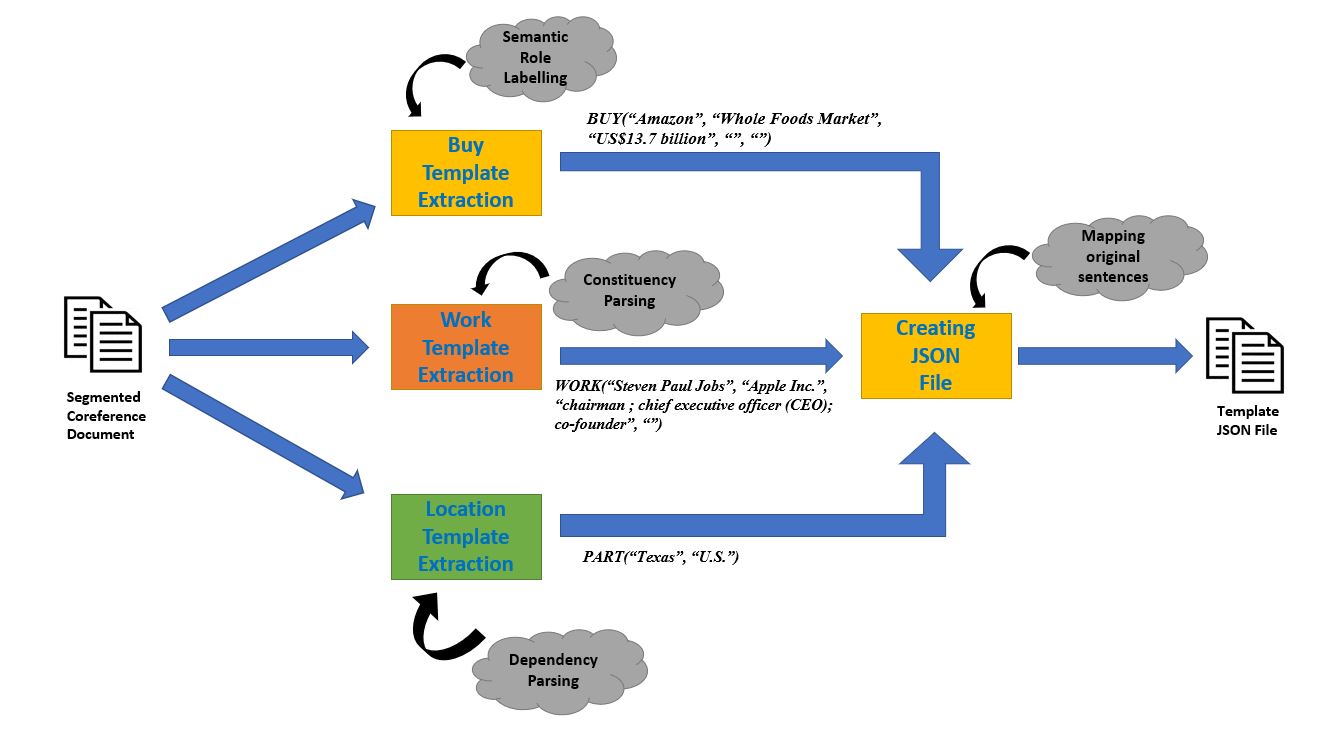 Semantic
Role
Labelling
BUY(“Amazon”, “Whole Foods Market”,
“US$13.7 billion”, “”, “”)
Buy
Template
Extraction
Mapping
original
sentences
Constituency
Parsing
Segmented
Coreference
Document
Work
Template
Extraction
WORK(“Steven Paul Jobs”, “Apple Inc.”,
“chairman ; chief executive officer (CEO);
co-founder”, “”)
Creating
JSON
File
Template
JSON File
Location
Template
Extraction
PART(“Texas”, “U.S.”)
Dependency
Parsing